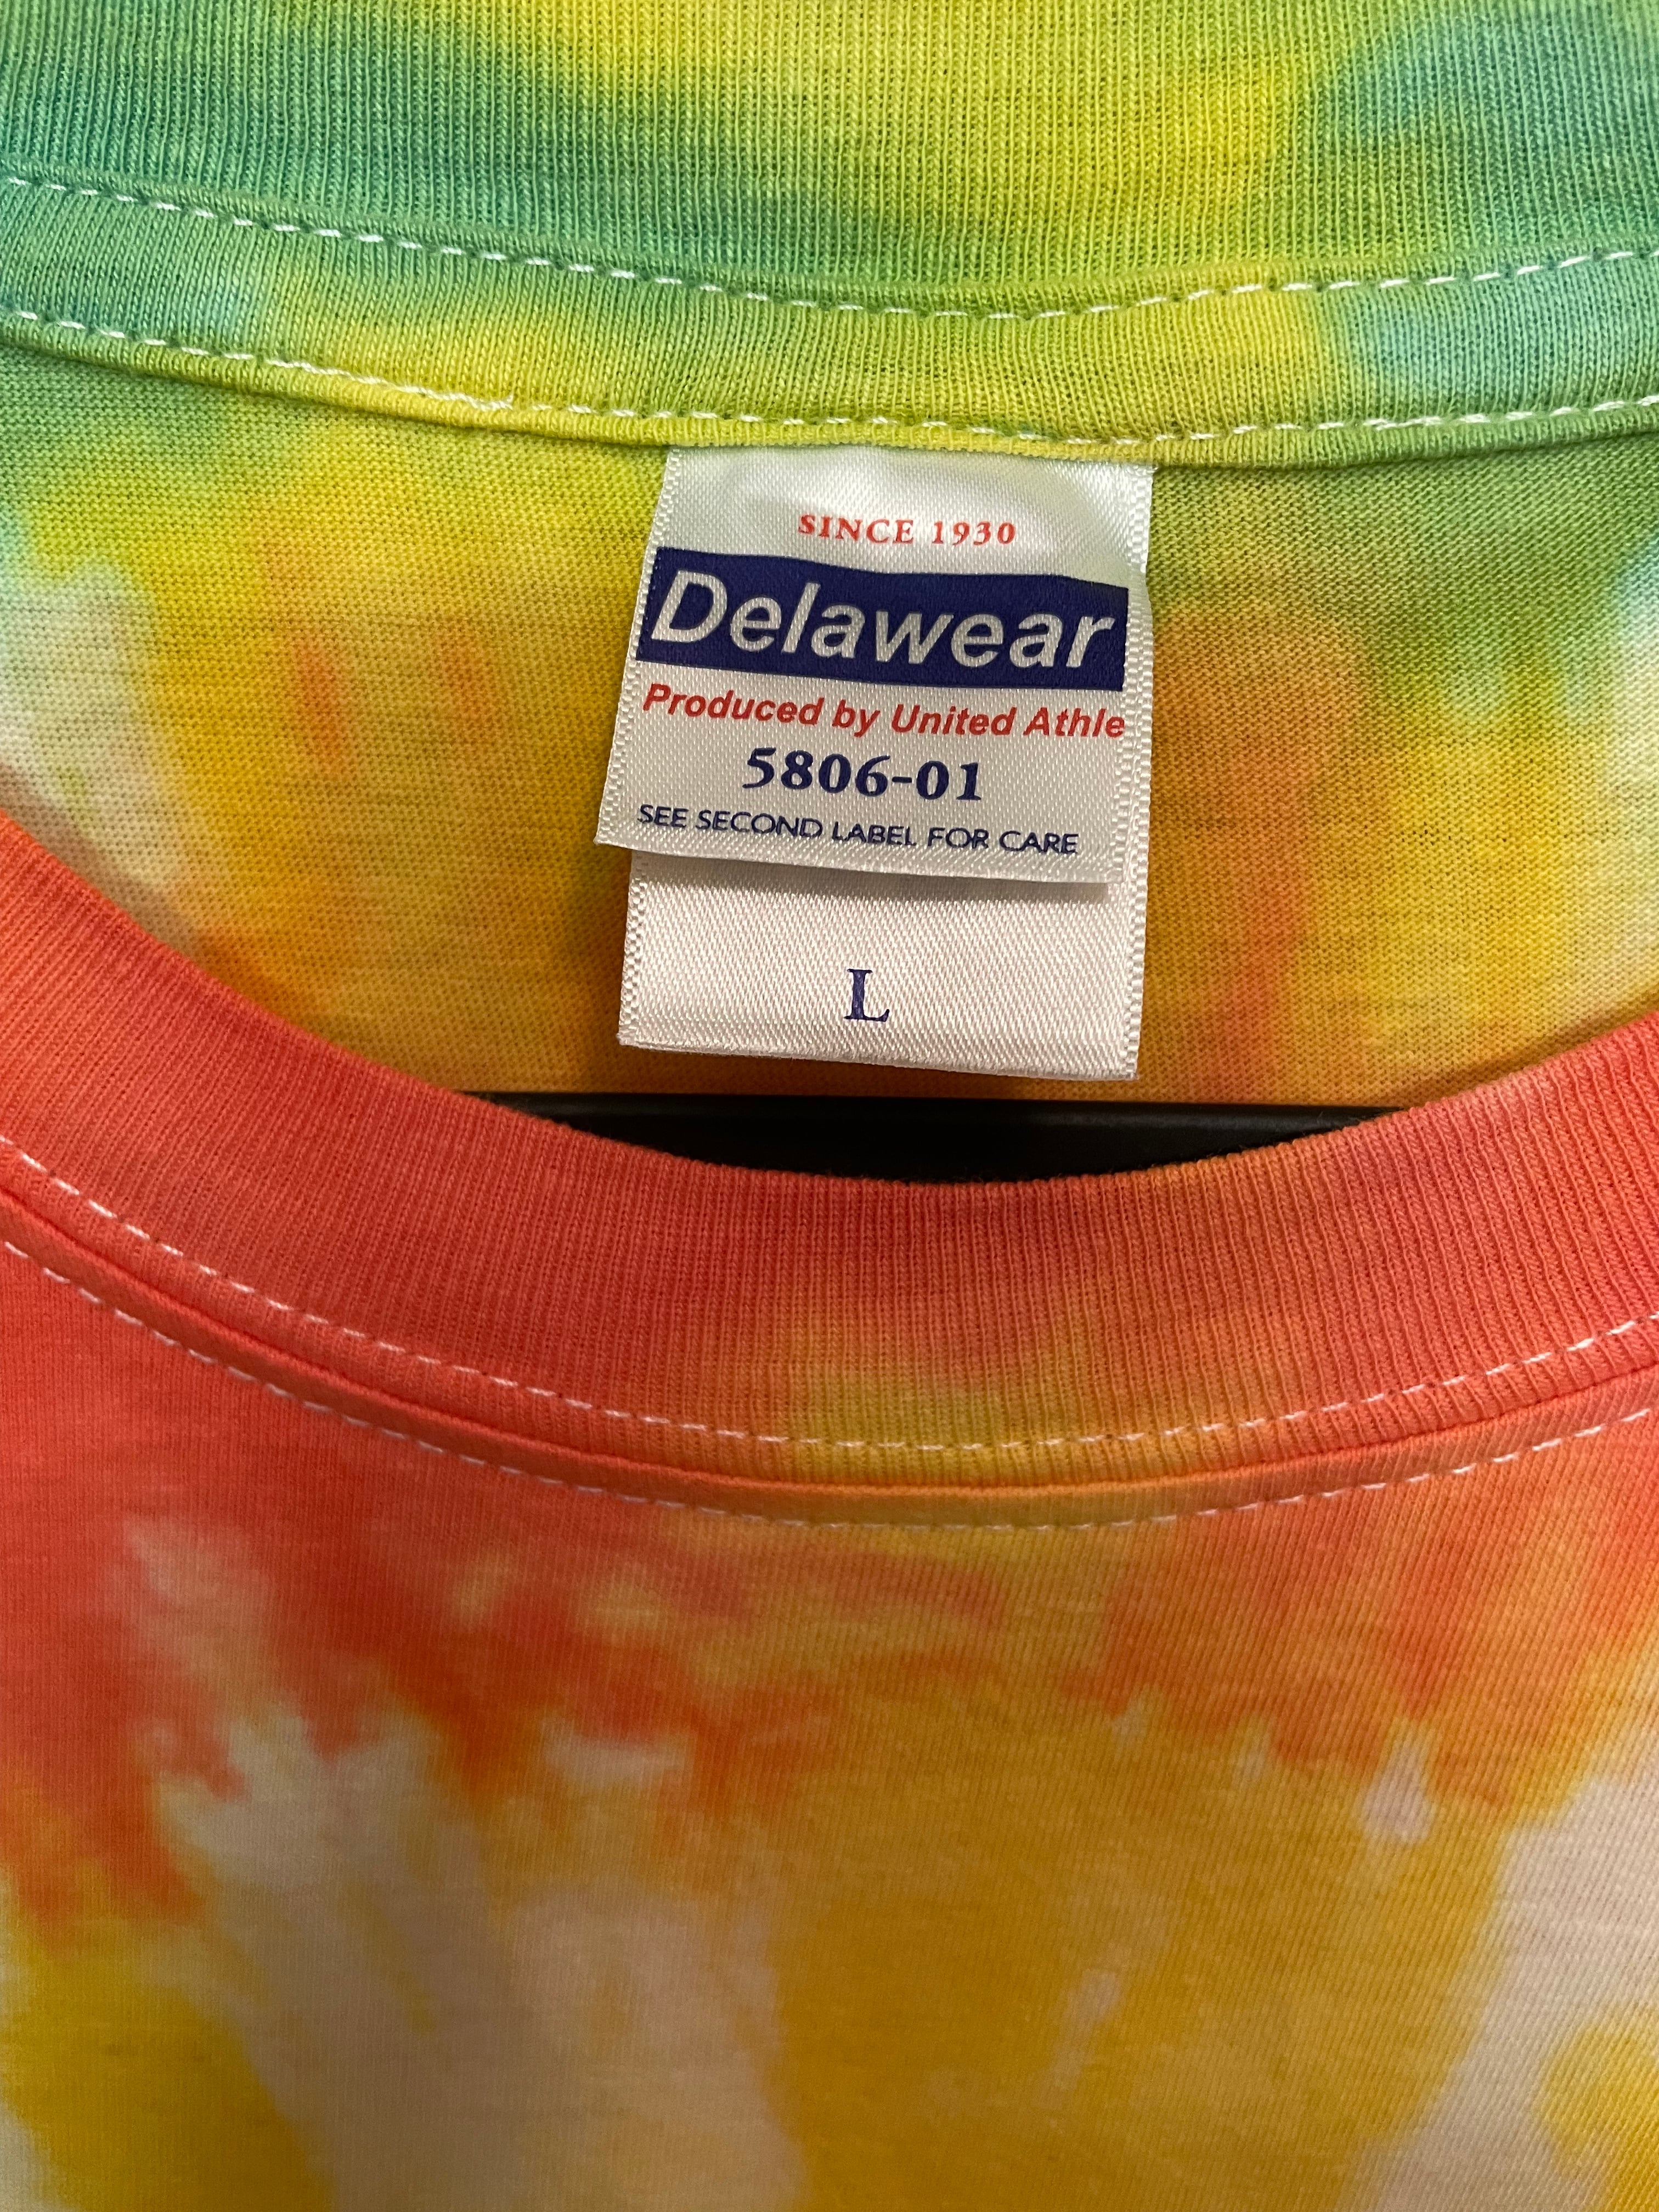 SINCE 1930
Delawear
Produced by United Athle
5806-01
SEE SECOND LABEL FOR CARE
L